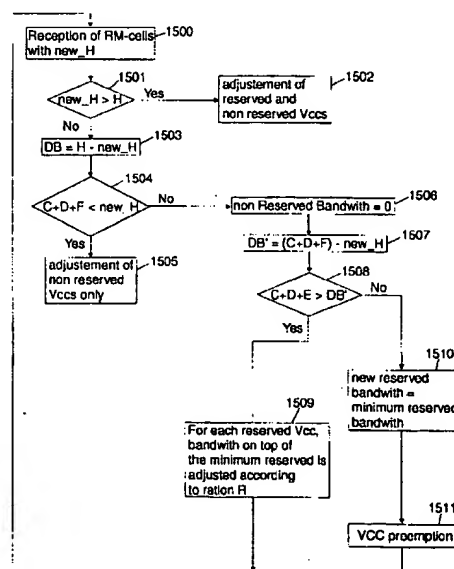 Reception of RM-cells
with new_H
1500
1501
new_H > H
Yes
No
adjustement of
reserved and
non reserved Vccs
1502
1503
DB = H - new_H
1504
C+D+F < new_H
No
Yes
non Reserved Bandwith = 0
1506
DB' = (C+D+F) - new_H
1507
adjustement of
non reserved
Vccs only
1505
1508
C+D+E > DB'
No
Yes
1510
new reserved
bandwith =
minimum reserved
bandwith
1509
For each reserved Vcc,
bandwith on top of
the minimum reserved is
adjusted according
to ration R
1511
VCC preomption